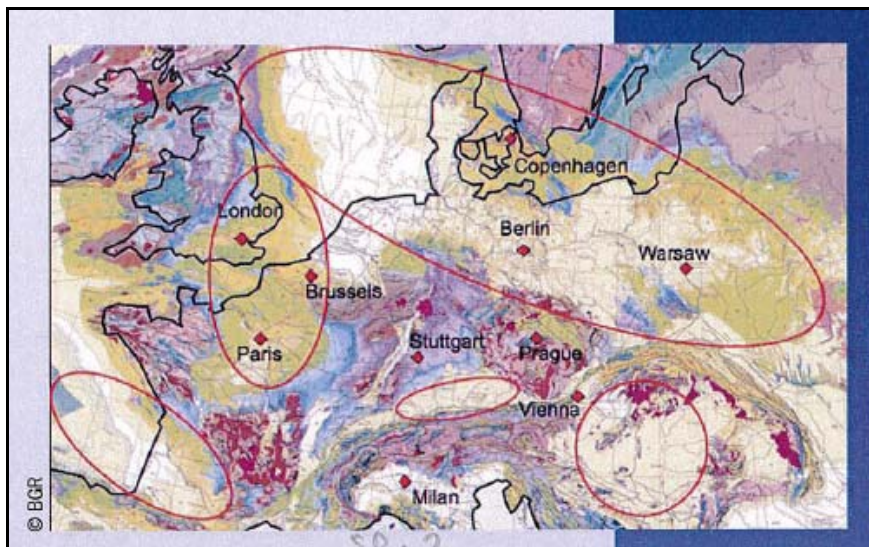 Copenhagen
London
Berlin
Warsaw
Brussels
Paris
Stuttgart
Prague
Vienna
Milan
© BGR